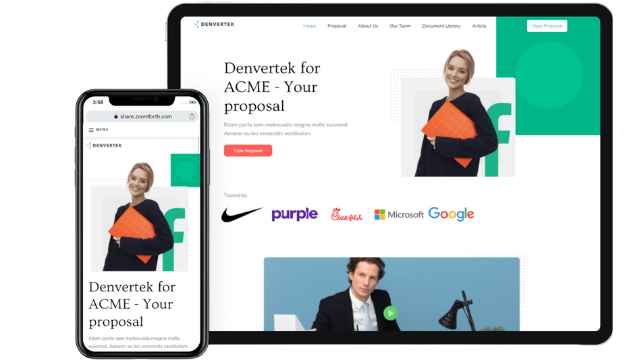 DENVERTEK
Home Proposal About Us Our Team Document Library Article
View Proposal
Denvertek for
ACME - Your
proposal
Etiam porta sem malesuada magna mollis euismod.
Aenean eu leo venenatis vestibulum.
View Proposal
Trusted by
purple
Chick-fil-A
Microsoft
Google
3:50
share.zoomforth.com
MENU
DENVERTEK
Denvertek for
ACME - Your
proposal
Etiam porta sem malesuada magna mollis
euismod. Aenean eu leo venenatis vestibulum.